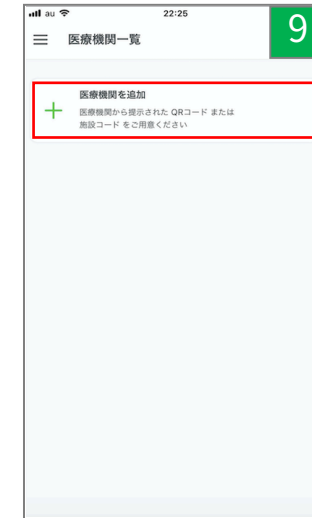 au 22:25
9
医療機関一覧
医療機関を追加
医療機関から提示された QRコード または
施設コード をご用意ください